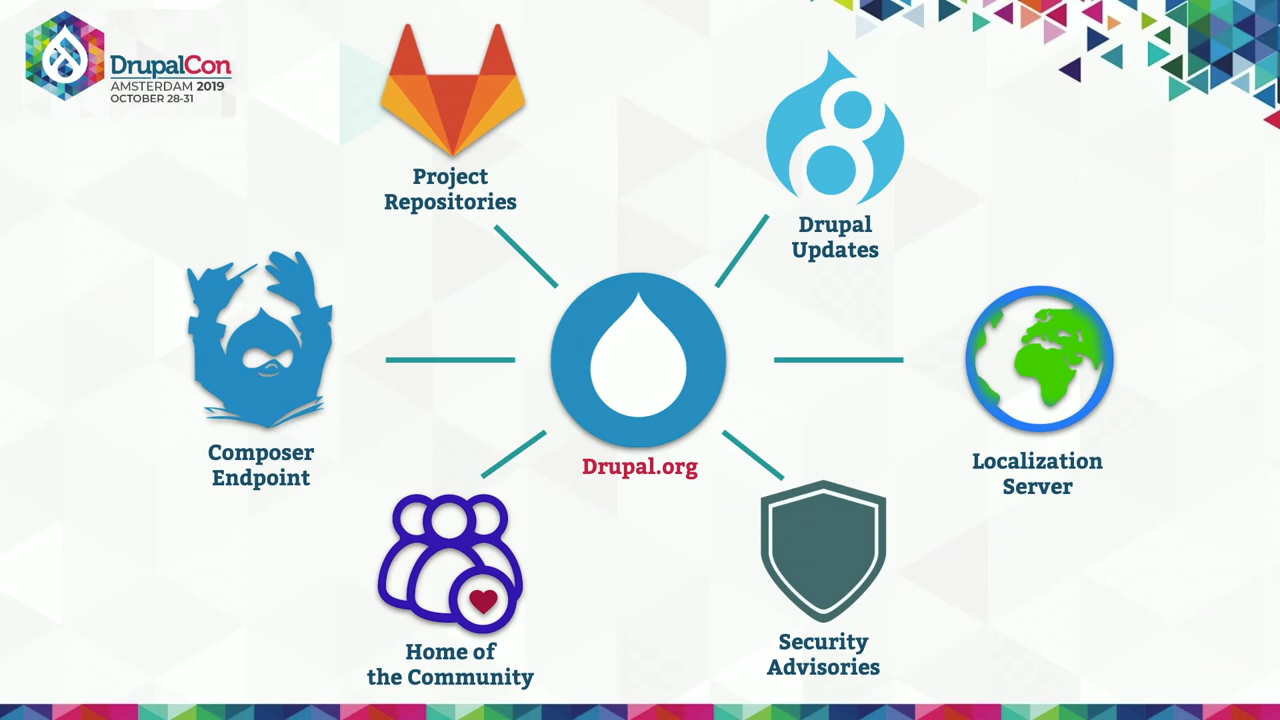 DrupalCon
AMSTERDAM 2019
OCTOBER 28-31
Project
Repositories
Drupal
Updates
Composer
Endpoint
Drupal.org
Localization
Server
Home of
the Community
Security
Advisories